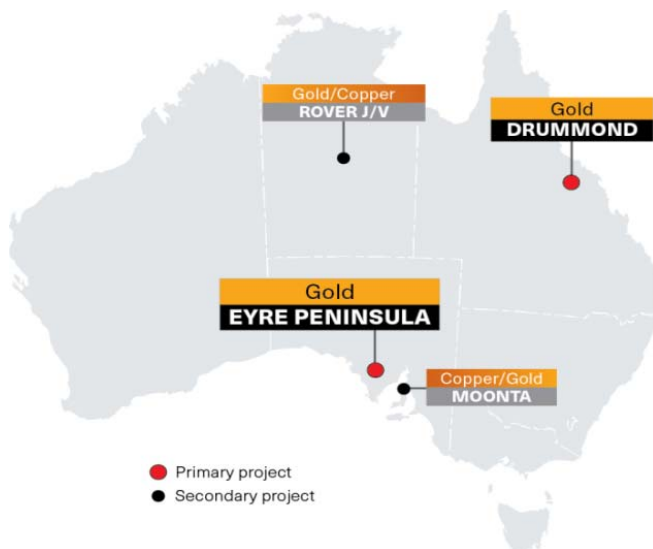 Gold/Copper
ROVER J/V
Gold
DRUMMOND
Gold
EYRE PENINSULA
Copper/Gold
MOONTA
Primary project
Secondary project